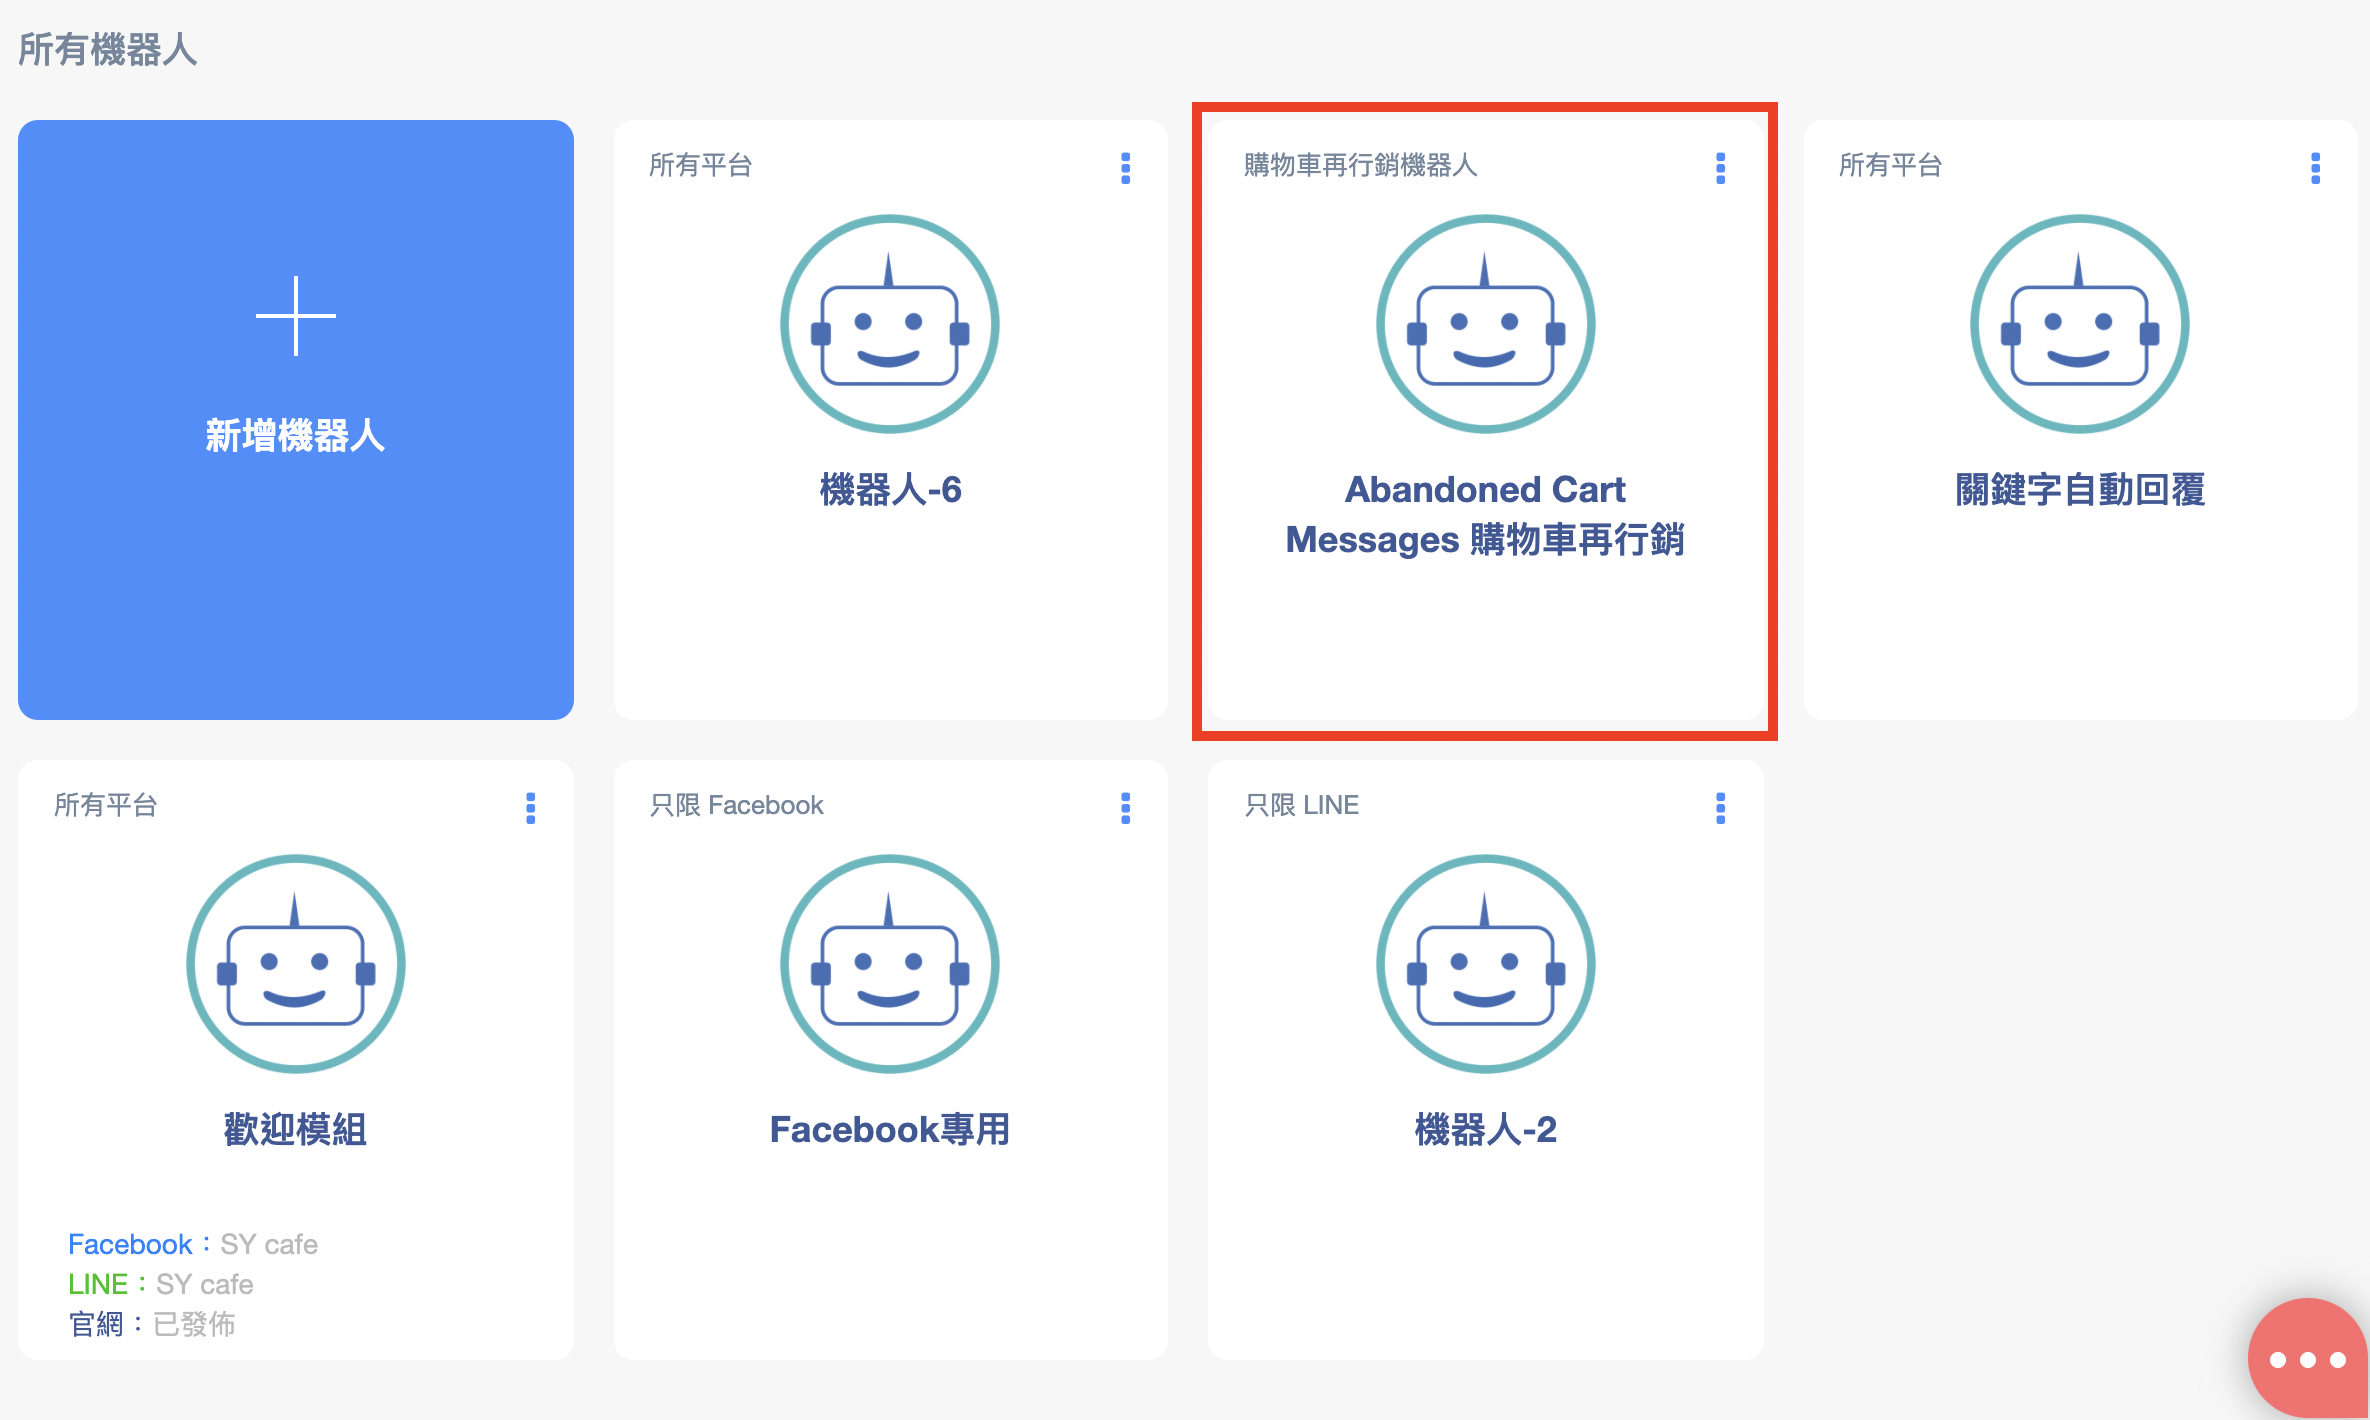 所有機器人
新增機器人
所有平台
機器人-6
購物車再行銷機器人
Abandoned Cart
Messages 購物車再行銷
所有平台
關鍵字自動回覆
所有平台
歡迎模組
Facebook：SY cafe
LINE：SY cafe
官網：已發佈
只限 Facebook
Facebook專用
只限 LINE
機器人-2